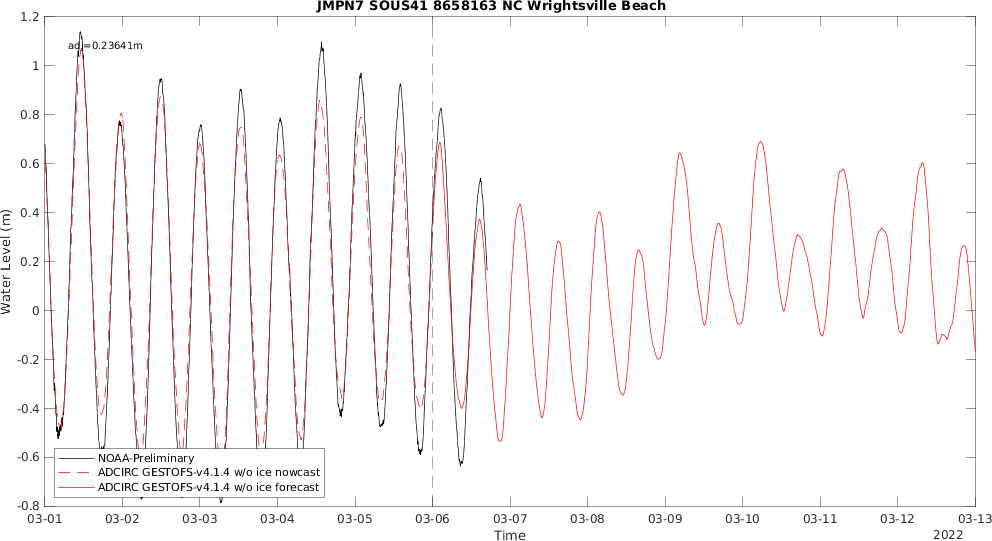 JMPN7 SOUS41 8658163 NC Wrightsville Beach
1.2
1
0.8
0.6
0.4
0.2
0
-0.2
-0.4
-0.6
-0.8
Water Level (m)
adj=0.23641m
NOAA-Preliminary
ADCIRC GESTOFS-v4.1.4 w/o ice nowcast
ADCIRC GESTOFS-v4.1.4 w/o ice forecast
03-01 03-02 03-03 03-04 03-05 03-06 03-07 03-08 03-09 03-10 03-11 03-12 03-13
Time
2022